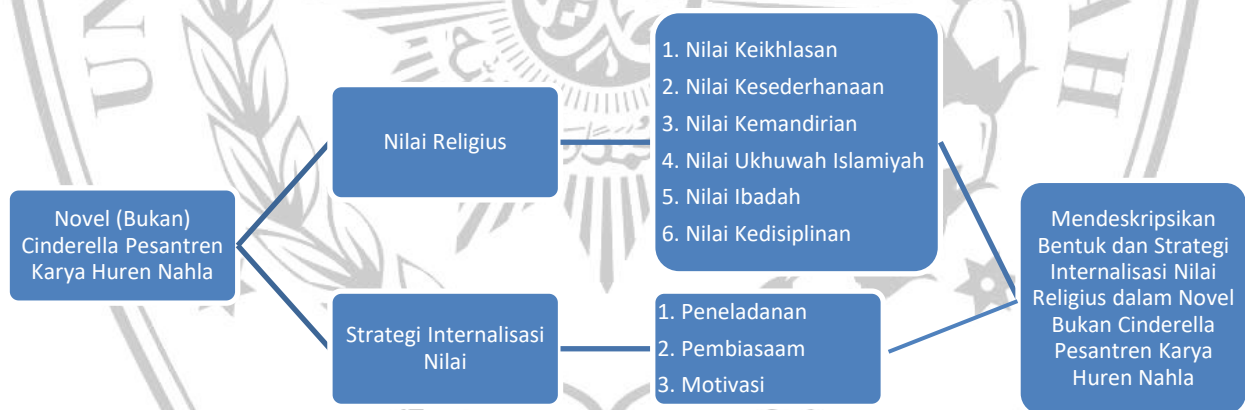 Novel (Bukan)
Cinderella Pesantren
Karya Huren Nahla
Nilai Religius
1. Nilai Keikhlasan
2. Nilai Kesederhanaan
3. Nilai Kemandirian
4. Nilai Ukhuwah Islamiyah
5. Nilai Ibadah
6. Nilai Kedisiplinan
Strategi Internalisasi
Nilai
1. Peneladanan
2. Pembiasaam
3. Motivasi
Mendeskripsikan
Bentuk dan Strategi
Internalisasi Nilai
Religius dalam Novel
Bukan Cinderella
Pesantren Karya
Huren Nahla